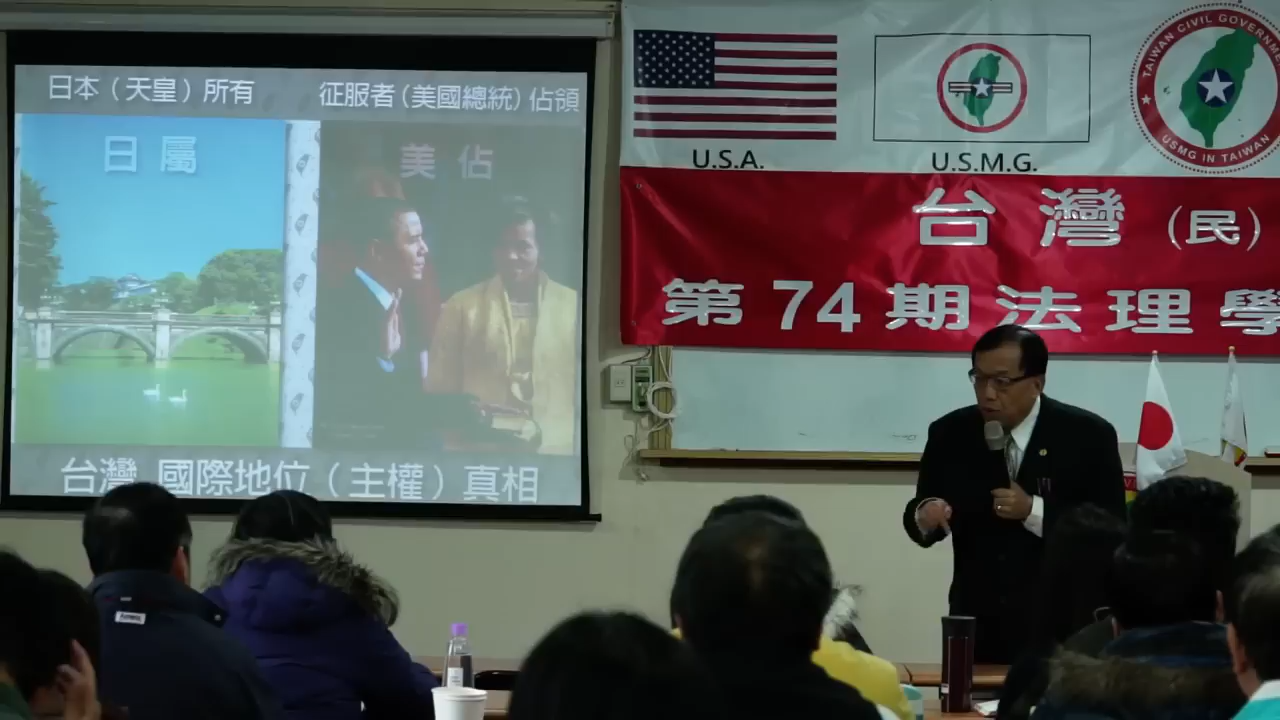 日本（天皇）所有
征服者（美國總統）佔領
日屬
美佔
台灣 國際地位（主權）真相
U.S.A.
U.S.M.G.
TAIWAN CIVIL GOVERNM
USMG IN TAIWAN
台灣（民）
第74期法理學